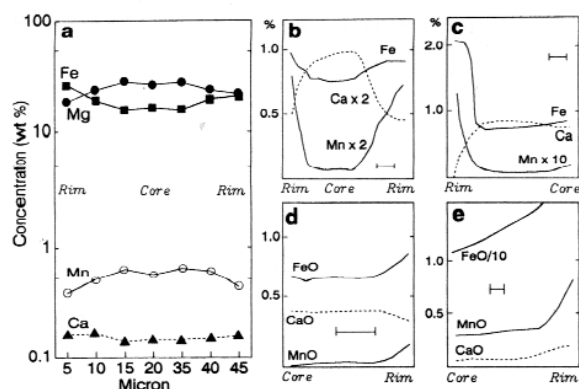 100
a
Fe
Mg
10
Rim
Core
Rim
1
Mn
Ca
0.1
5
10
15
20
35
40
45
Micron
Concentration (wt %)
%
b
1.0
Fe
Ca x 2
0.5
Mn x 2
Rim
Core
Rim
%
c
2.0
1.0
Fe
Ca
Mn x 10
Rim
Core
d
1.0
FeO
0.5
CaO
MnO
Core
Rim
e
1.0
FeO/10
0.5
MnO
CaO
Core
Rim